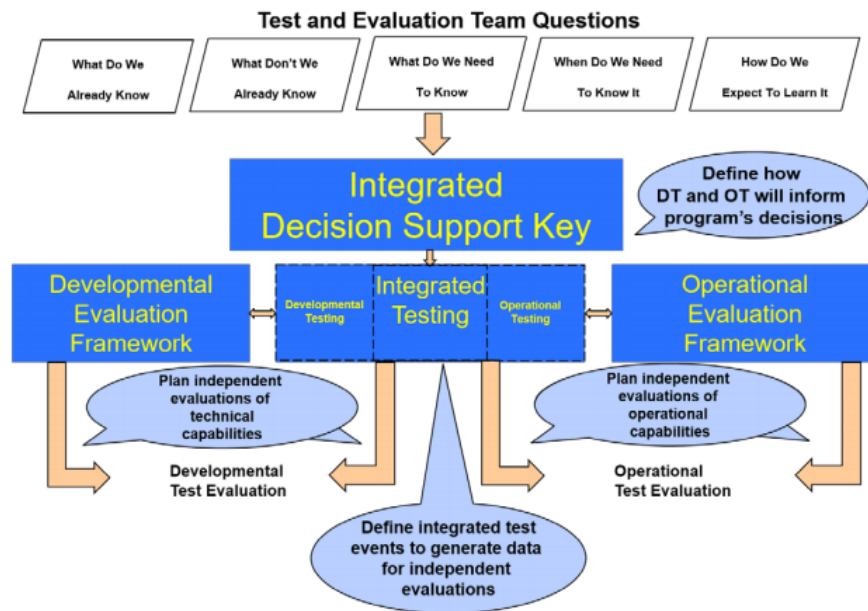 Test and Evaluation Team Questions
What Do We
Already Know
What Don't We
Already Know
What Do We Need
To Know
When Do We Need
To Know It
How Do We
Expect To Learn It
Integrated
Decision Support Key
Define how
DT and OT will inform
program's decisions
Developmental
Evaluation
Framework
Developmental
Testing
Integrated
Testing
Operational
Testing
Operational
Evaluation
Framework
Plan independent
evaluations of
technical
capabilities
Plan independent
evaluations of
operational
capabilities
Developmental
Test Evaluation
Operational
Test Evaluation
Define integrated test
events to generate data
for independent
evaluations